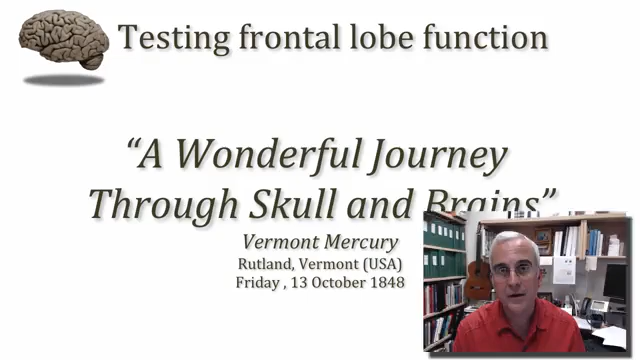 Testing frontal lobe function
“A Wonderful Journey
Through Skull and Brains”
Vermont Mercury
Rutland, Vermont (USA)
Friday , 13 October 1848